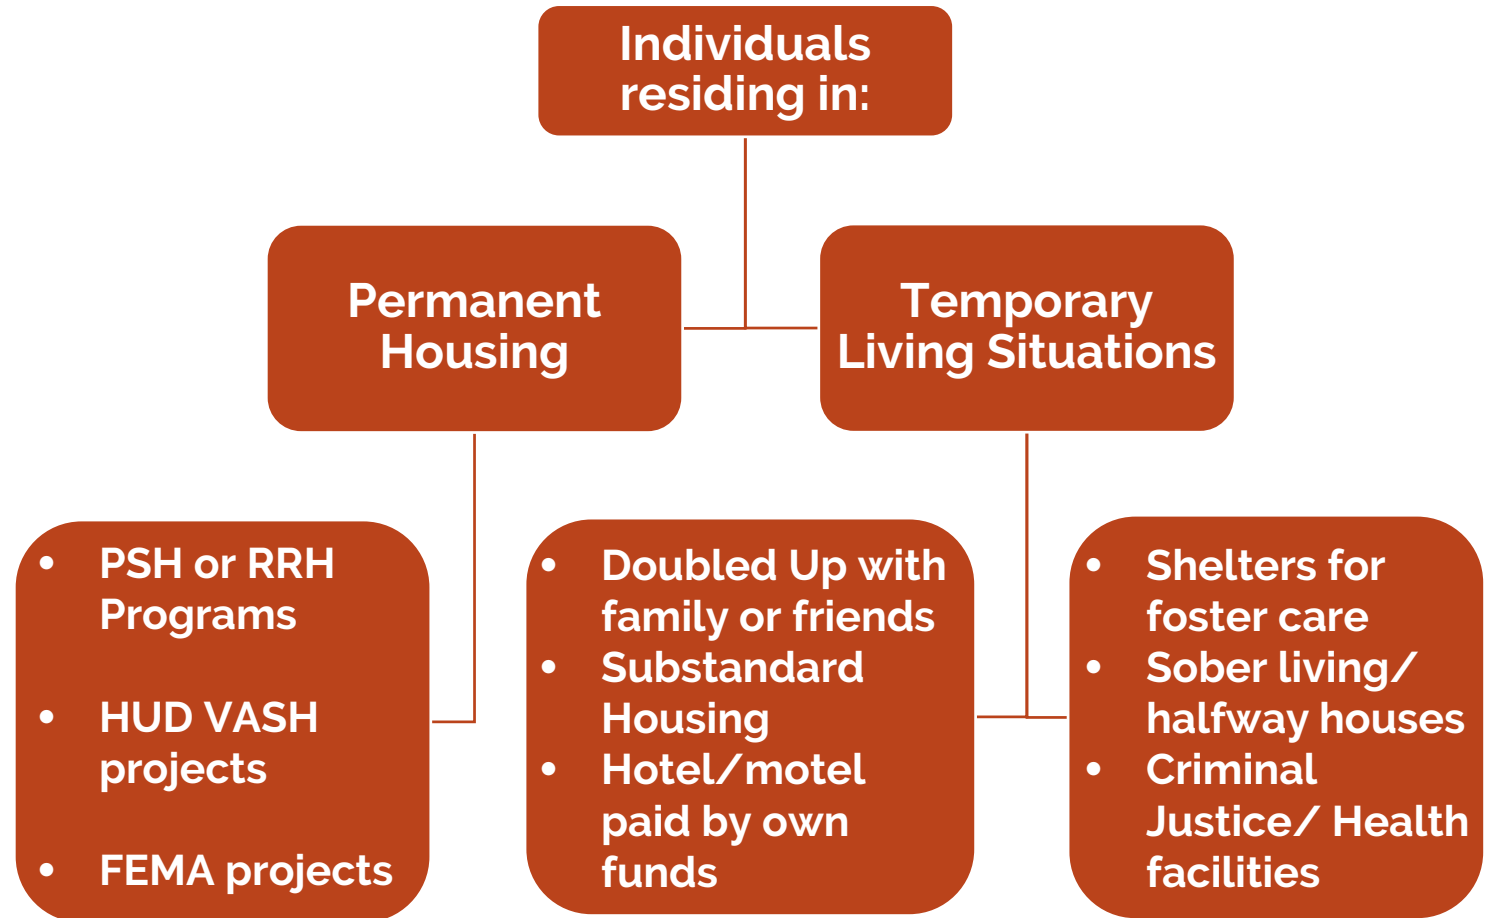 Individuals
residing in:
Permanent
Housing
Temporary
Living Situations
• PSH or RRH
Programs
• HUD VASH
projects
• FEMA projects
• Doubled Up with
family or friends
• Substandard
Housing
• Hotel/motel
paid by own
funds
• Shelters for
foster care
• Sober living/
halfway houses
• Criminal
Justice/ Health
facilities